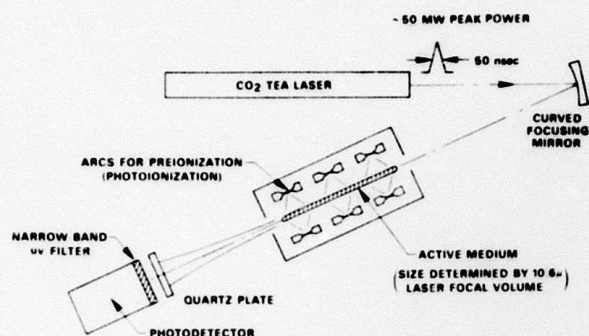 ~50 MW PEAK POWER
50 nsec
CO2 TEA LASER
CURVED
FOCUSING
MIRROR
ARCS FOR PREIONIZATION
(PHOTOIONIZATION)
NARROW BAND
uv FILTER
ACTIVE MEDIUM
(SIZE DETERMINED BY 10.6μ
LASER FOCAL VOLUME)
QUARTZ PLATE
PHOTODETECTOR